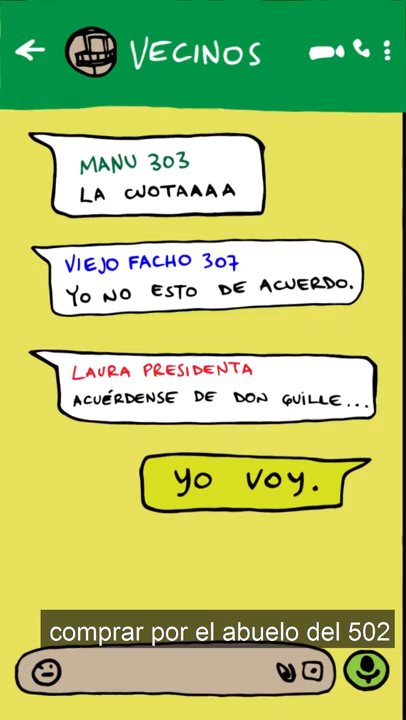 VECINOS
MANU 303
LA CUOTAAAA
VIEJO FACHO 307
YO NO ESTO DE ACUERDO.
LAURA PRESIDENTA
ACUÉRDENSE DE DON GUILLE...
YO VOY.
comprar por el abuelo del 502